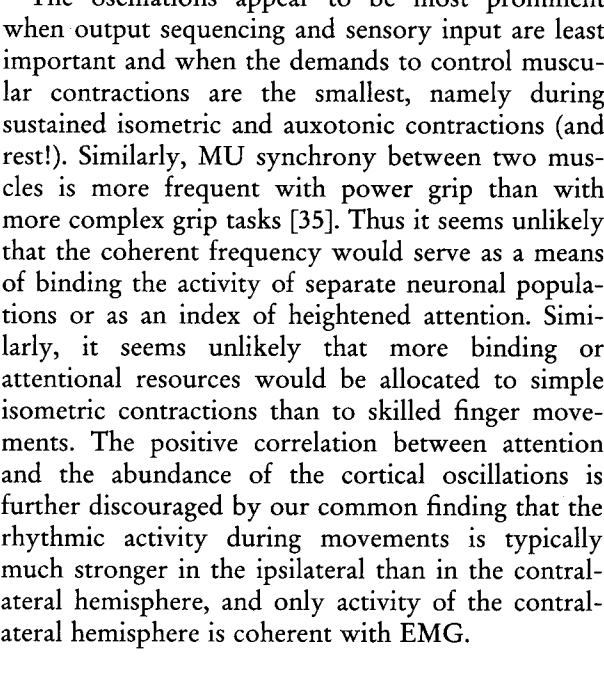 The oscillations appear to be most prominent
when output sequencing and sensory input are least
important and when the demands to control muscu-
lar contractions are the smallest, namely during
sustained isometric and auxotonic contractions (and
rest!). Similarly, MU synchrony between two mus-
cles is more frequent with power grip than with
more complex grip tasks [35]. Thus it seems unlikely
that the coherent frequency would serve as a means
of binding the activity of separate neuronal popula-
tions or as an index of heightened attention. Simi-
larly, it seems unlikely that more binding or
attentional resources would be allocated to simple
isometric contractions than to skilled finger move-
ments. The positive correlation between attention
and the abundance of the cortical oscillations is
further discouraged by our common finding that the
rhythmic activity during movements is typically
much stronger in the ipsilateral than in the contral-
ateral hemisphere, and only activity of the contral-
ateral hemisphere is coherent with EMG.